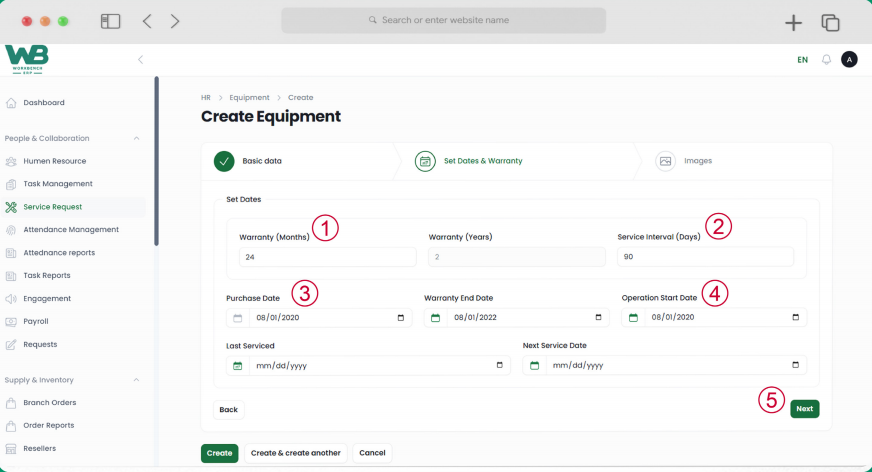 Search or enter website name
WB
WORKBENCH
ERP
EN
A
Dashboard
People & Collaboration
Human Resource
Task Management
Service Request
Attendance Management
Attednance reports
Task Reports
Engagement
Payroll
Requests
Supply & Inventory
Branch Orders
Order Reports
Resellers
HR > Equipment > Create
Create Equipment
Basic data
Set Dates & Warranty
Images
Set Dates
Warranty (Months) 1
Warranty (Years)
Service Interval (Days) 2
24
2
90
Purchase Date 3
Warranty End Date
Operation Start Date 4
08/01/2020
08/01/2022
08/01/2020
Last Serviced
Next Service Date
mm/dd/yyyy
mm/dd/yyyy
Back
5 Next
Create
Create & create another
Cancel